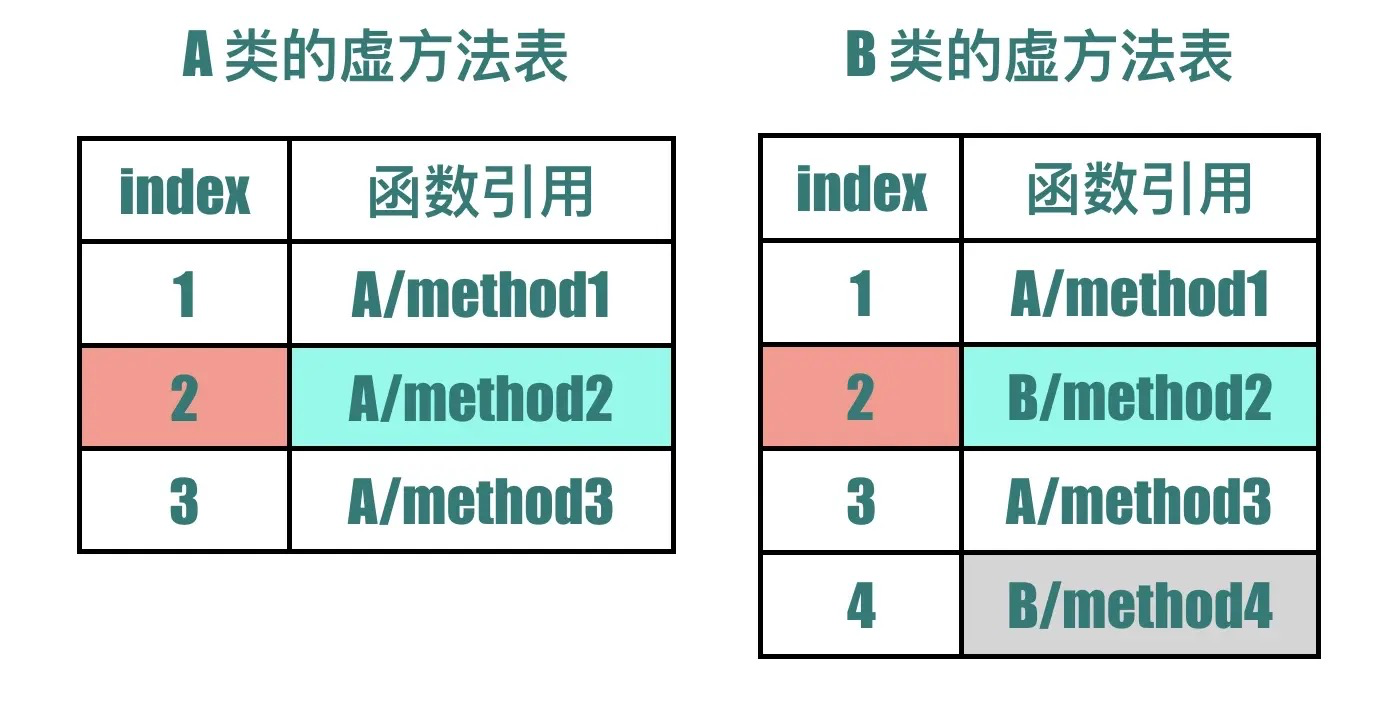 A 类的虚方法表
index 函数引用
1 A/method1
2 A/method2
3 A/method3
B 类的虚方法表
index 函数引用
1 A/method1
2 B/method2
3 A/method3
4 B/method4